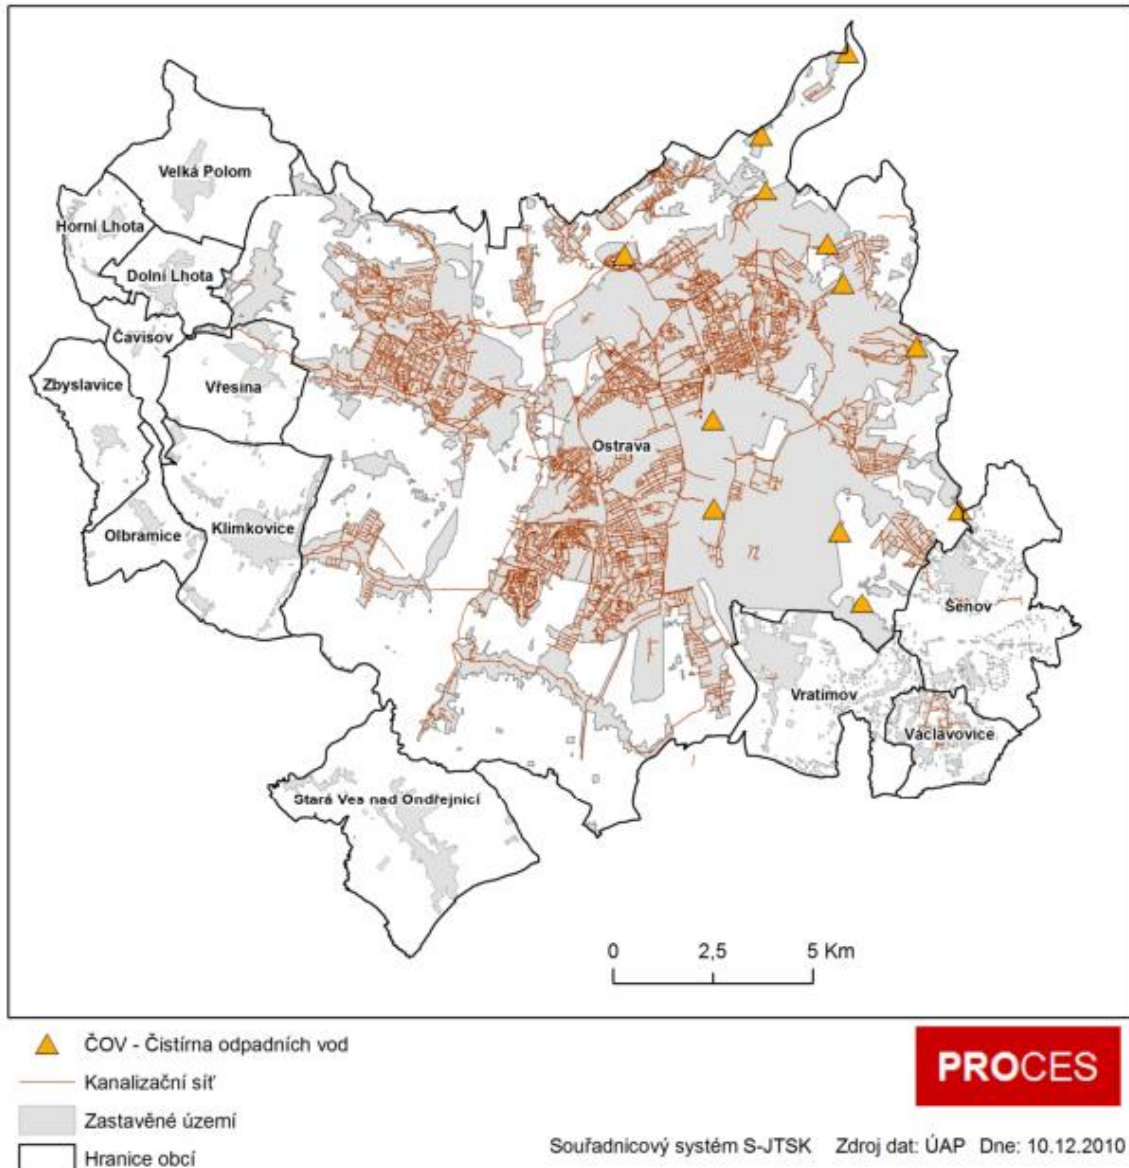 Velká Polom
Horní Lhota
Dolní Lhota
Čavisov
Zbyslavice
Vřesina
Ostrava
Olbramice
Klimkovice
Šenov
Vratimov
Václavovice
Stará Ves nad Ondřejnicí
0 2,5 5 Km
ČOV - Čistírna odpadních vod
Kanalizační síť
Zastavěné území
Hranice obcí
PROCES
Souřadnicový systém S-JTSK Zdroj dat: ÚAP Dne: 10.12.2010